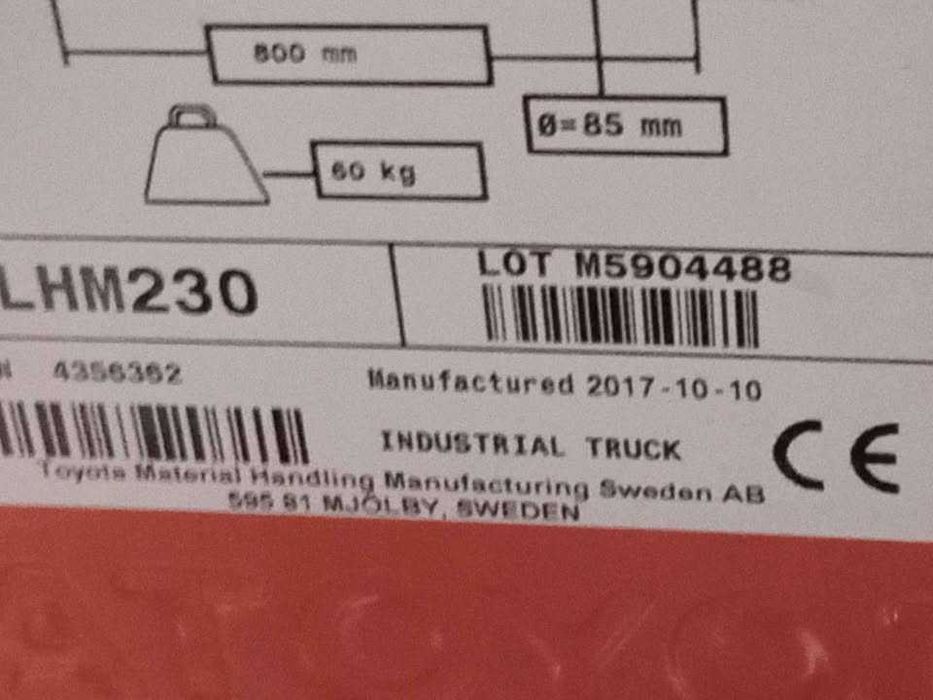 800 mm
Ø=85 mm
60 kg
LHM230
LOT M5904488
N 4356362
Manufactured 2017-10-10
INDUSTRIAL TRUCK
CE
Toyota Material Handling Manufacturing Sweden AB
595 81 MJÖLBY, SWEDEN